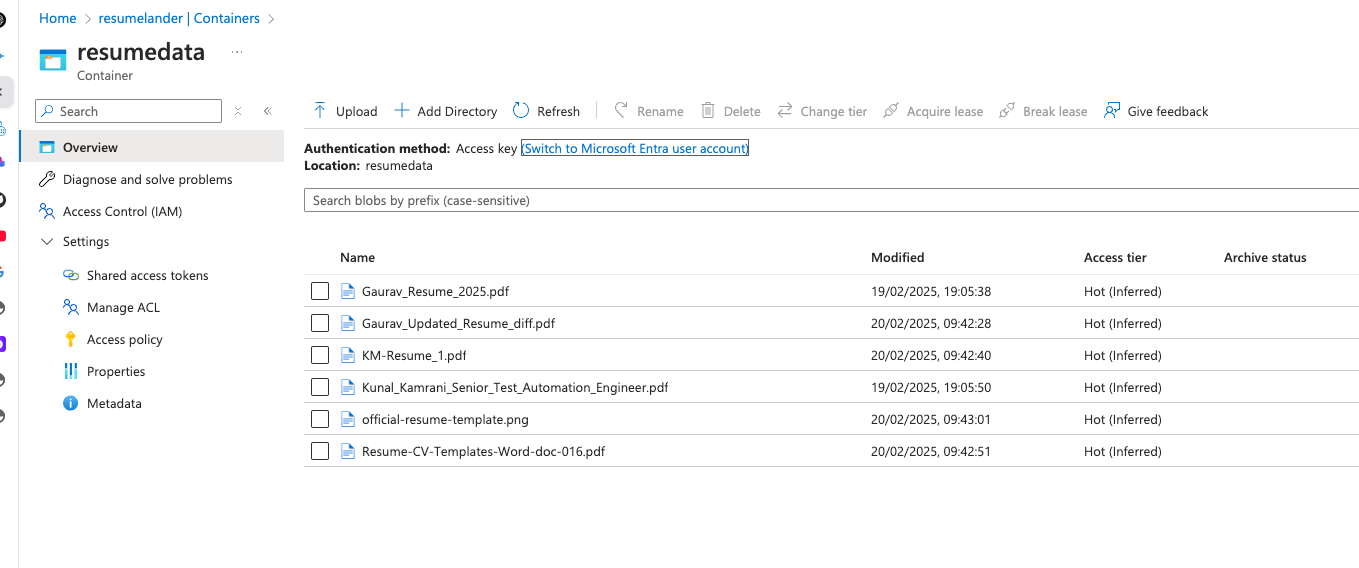 Home > resumelander | Containers >
resumedata ...
Container
Search
Overview
Diagnose and solve problems
Access Control (IAM)
Settings
Shared access tokens
Manage ACL
Access policy
Properties
Metadata
Upload Add Directory Refresh Rename Delete Change tier Acquire lease Break lease Give feedback
Authentication method: Access key (Switch to Microsoft Entra user account)
Location: resumedata
Search blobs by prefix (case-sensitive)
Name Modified Access tier Archive status
Gaurav_Resume_2025.pdf 19/02/2025, 19:05:38 Hot (Inferred)
Gaurav_Updated_Resume_diff.pdf 20/02/2025, 09:42:28 Hot (Inferred)
KM-Resume_1.pdf 20/02/2025, 09:42:40 Hot (Inferred)
Kunal_Kamrani_Senior_Test_Automation_Engineer.pdf 19/02/2025, 19:05:50 Hot (Inferred)
official-resume-template.png 20/02/2025, 09:43:01 Hot (Inferred)
Resume-CV-Templates-Word-doc-016.pdf 20/02/2025, 09:42:51 Hot (Inferred)